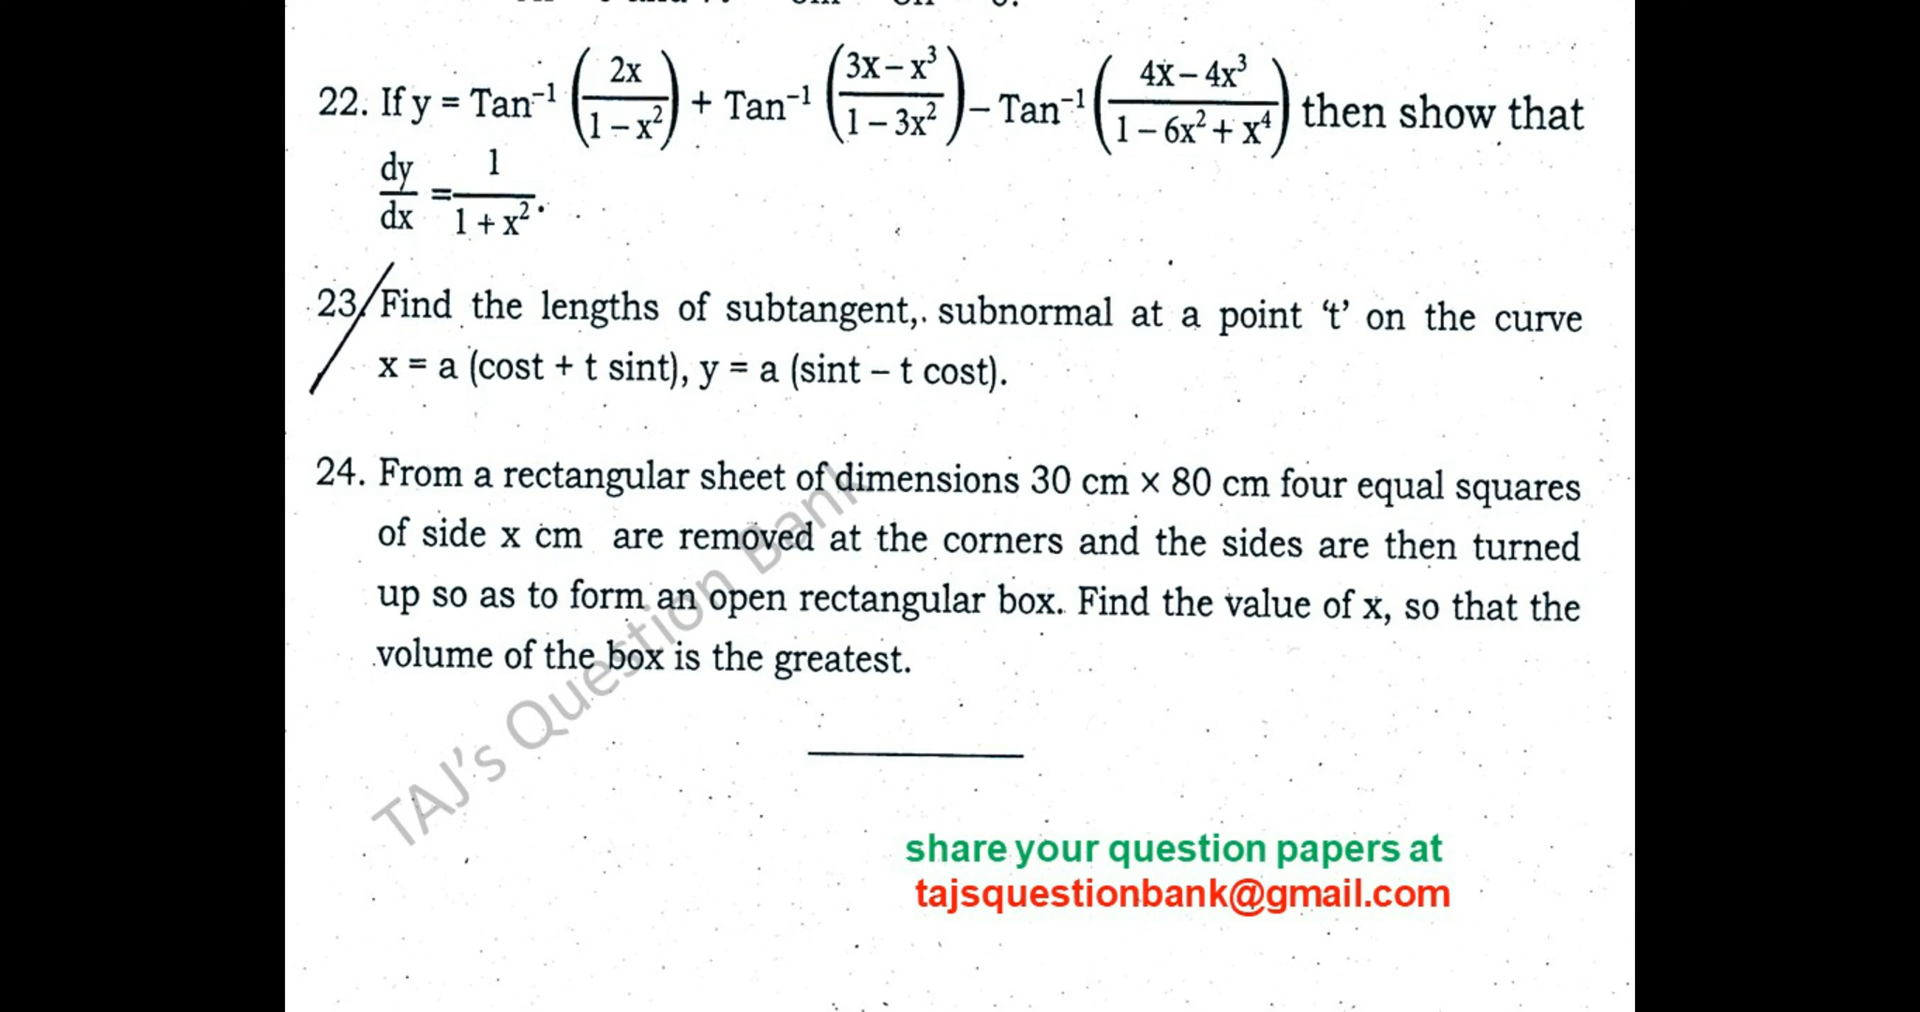 22. If y = Tan⁻¹ (2x / 1 – x²) + Tan⁻¹ (3x – x³ / 1 – 3x²) – Tan⁻¹ (4x – 4x³ / 1 – 6x² + x⁴) then show that
dy/dx = 1 / 1 + x².
23. Find the lengths of subtangent, subnormal at a point ‘t’ on the curve
x = a (cost + t sint), y = a (sint – t cost).
24. From a rectangular sheet of dimensions 30 cm × 80 cm four equal squares
of side x cm are removed at the corners and the sides are then turned
up so as to form an open rectangular box. Find the value of x, so that the
volume of the box is the greatest.
TAJ's Question Bank
share your question papers at
tajsquestionbank@gmail.com